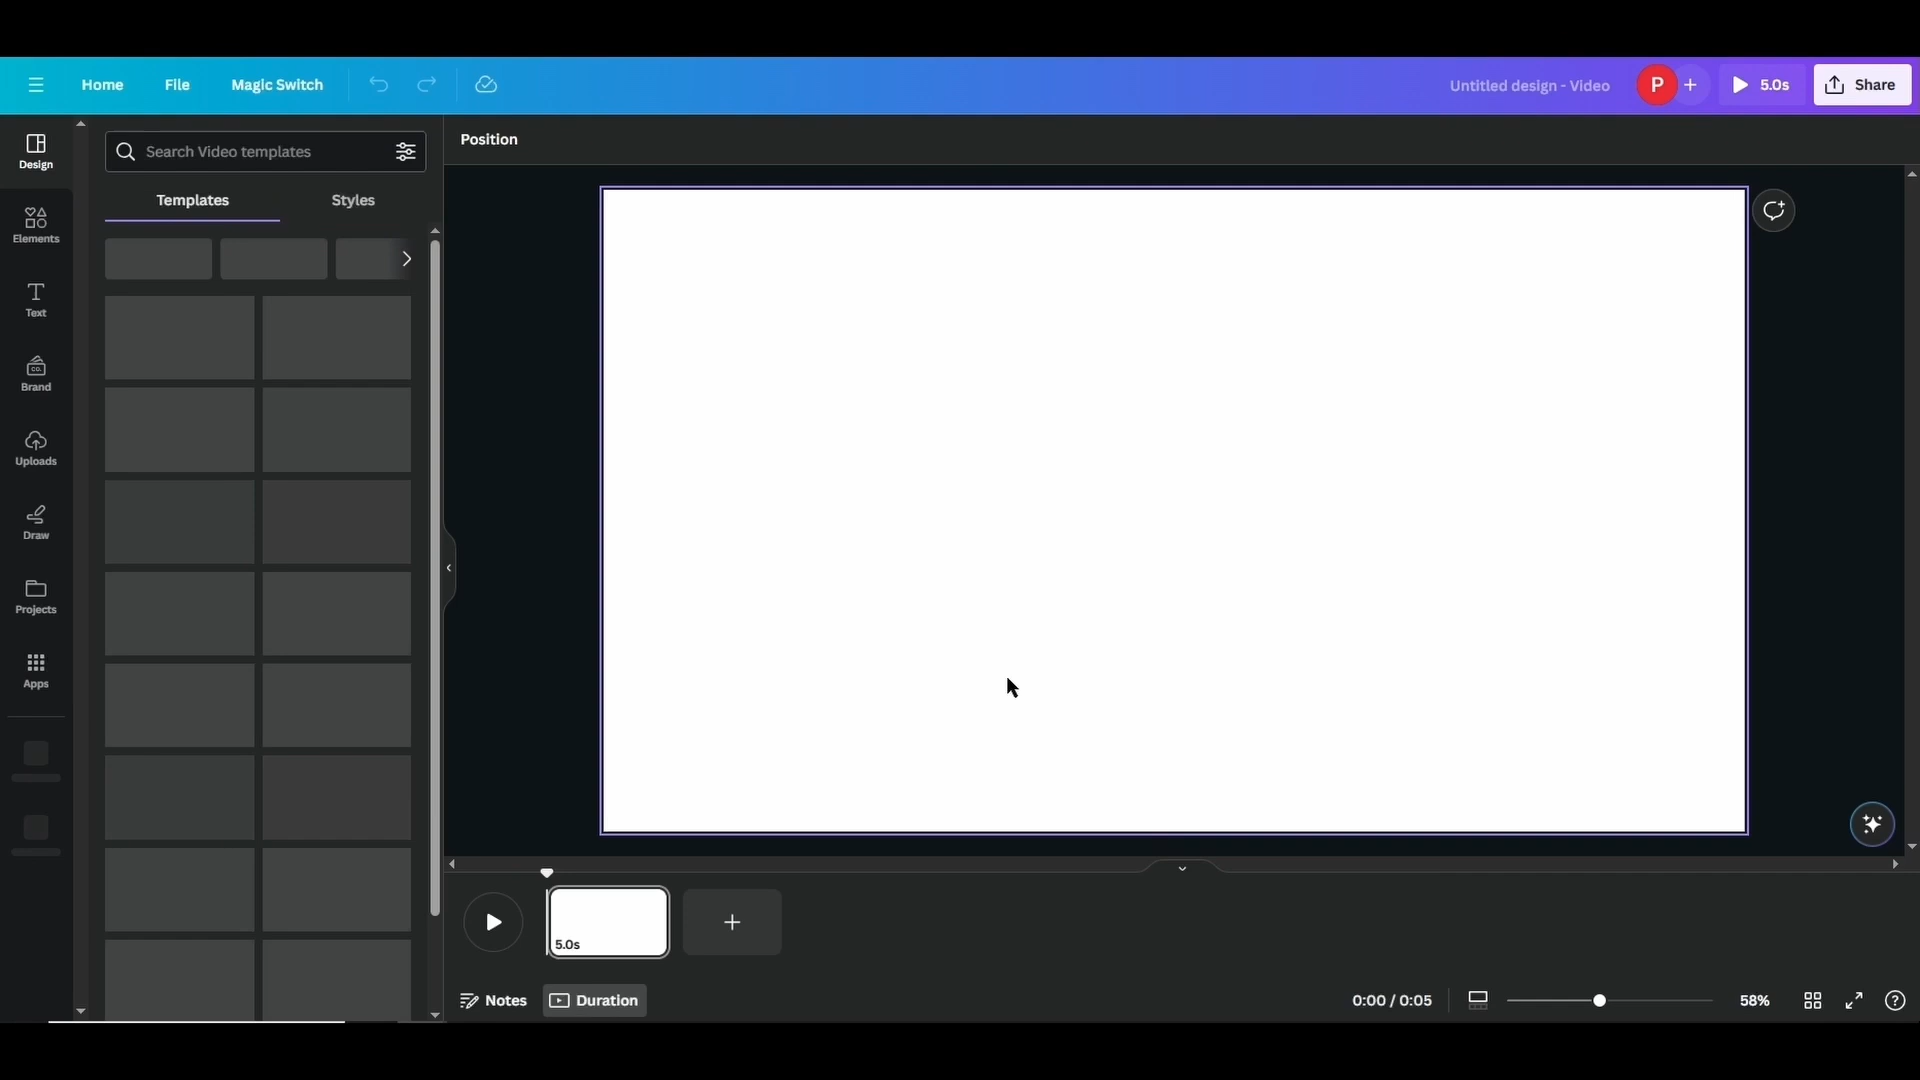 Home File Magic Switch Untitled design - Video P + 5.0s Share
Design
Elements
Text
CO.
Brand
Uploads
Draw
Projects
Apps
Search Video templates
Templates Styles
Position
5.0s
Notes Duration 0:00 / 0:05 58%